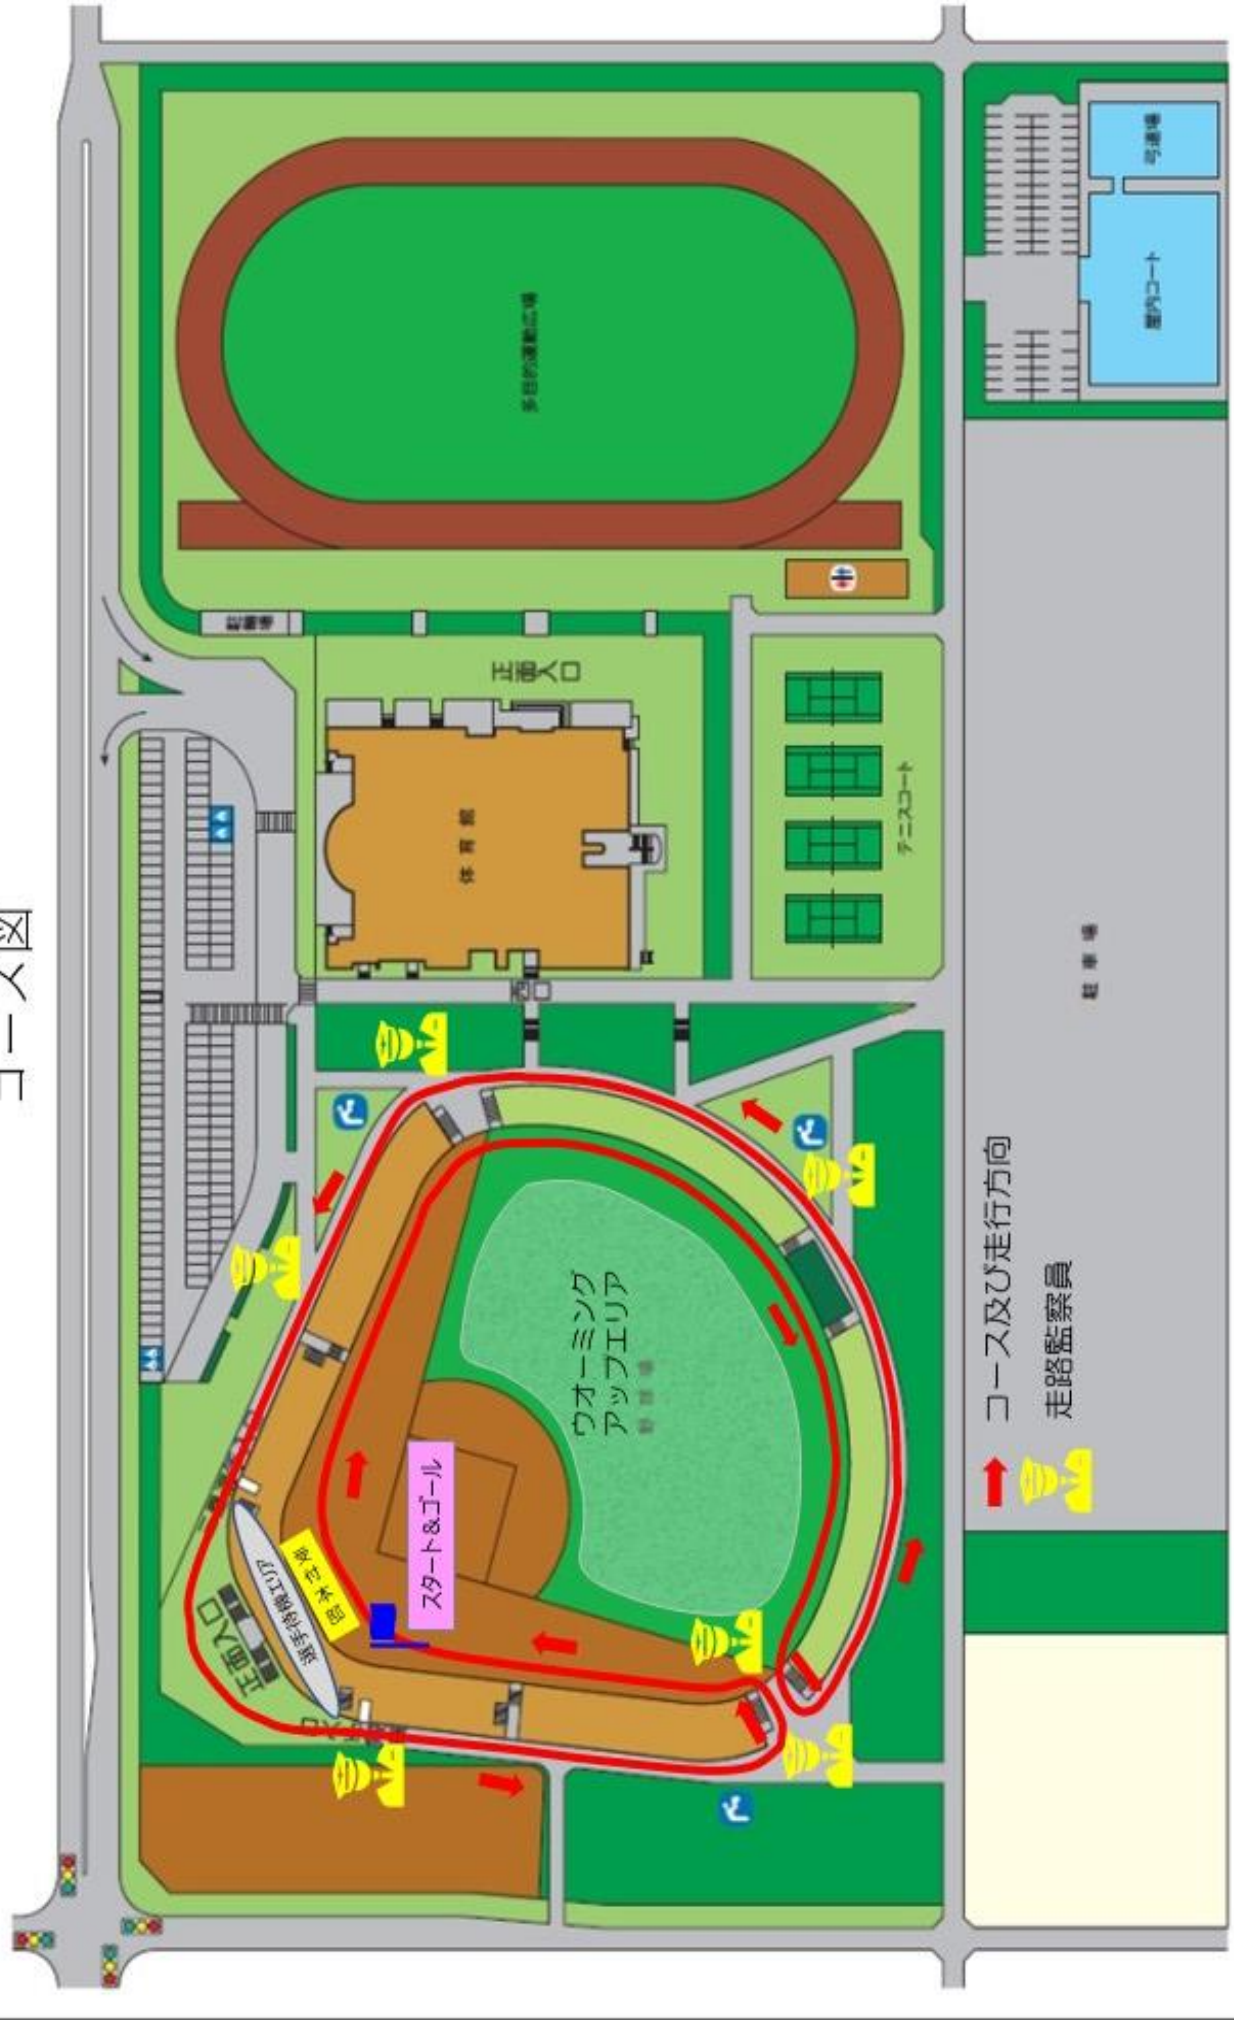 コース図
駐輪場
多目的運動広場
弓道場
屋内コート
正面入口
体育館
テニスコート
駐車場
ウオーミング
アップエリア
野球場
スタート&ゴール
選手待機エリア
正面入口
コース及び走行方向
走路監察員